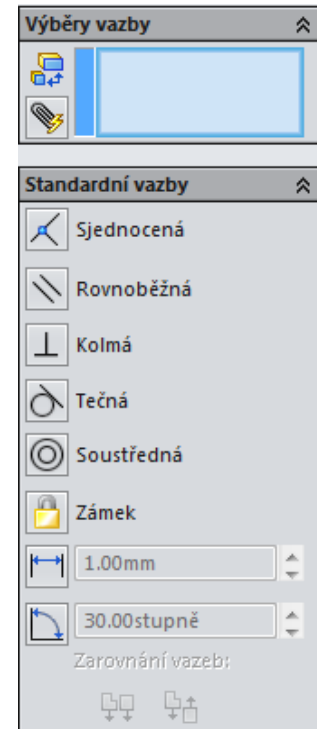 Výběry vazby
Standardní vazby
Sjednocená
Rovnoběžná
Kolmá
Tečná
Soustředná
Zámek
1.00mm
30.00stupně
Zarovnání vazeb: